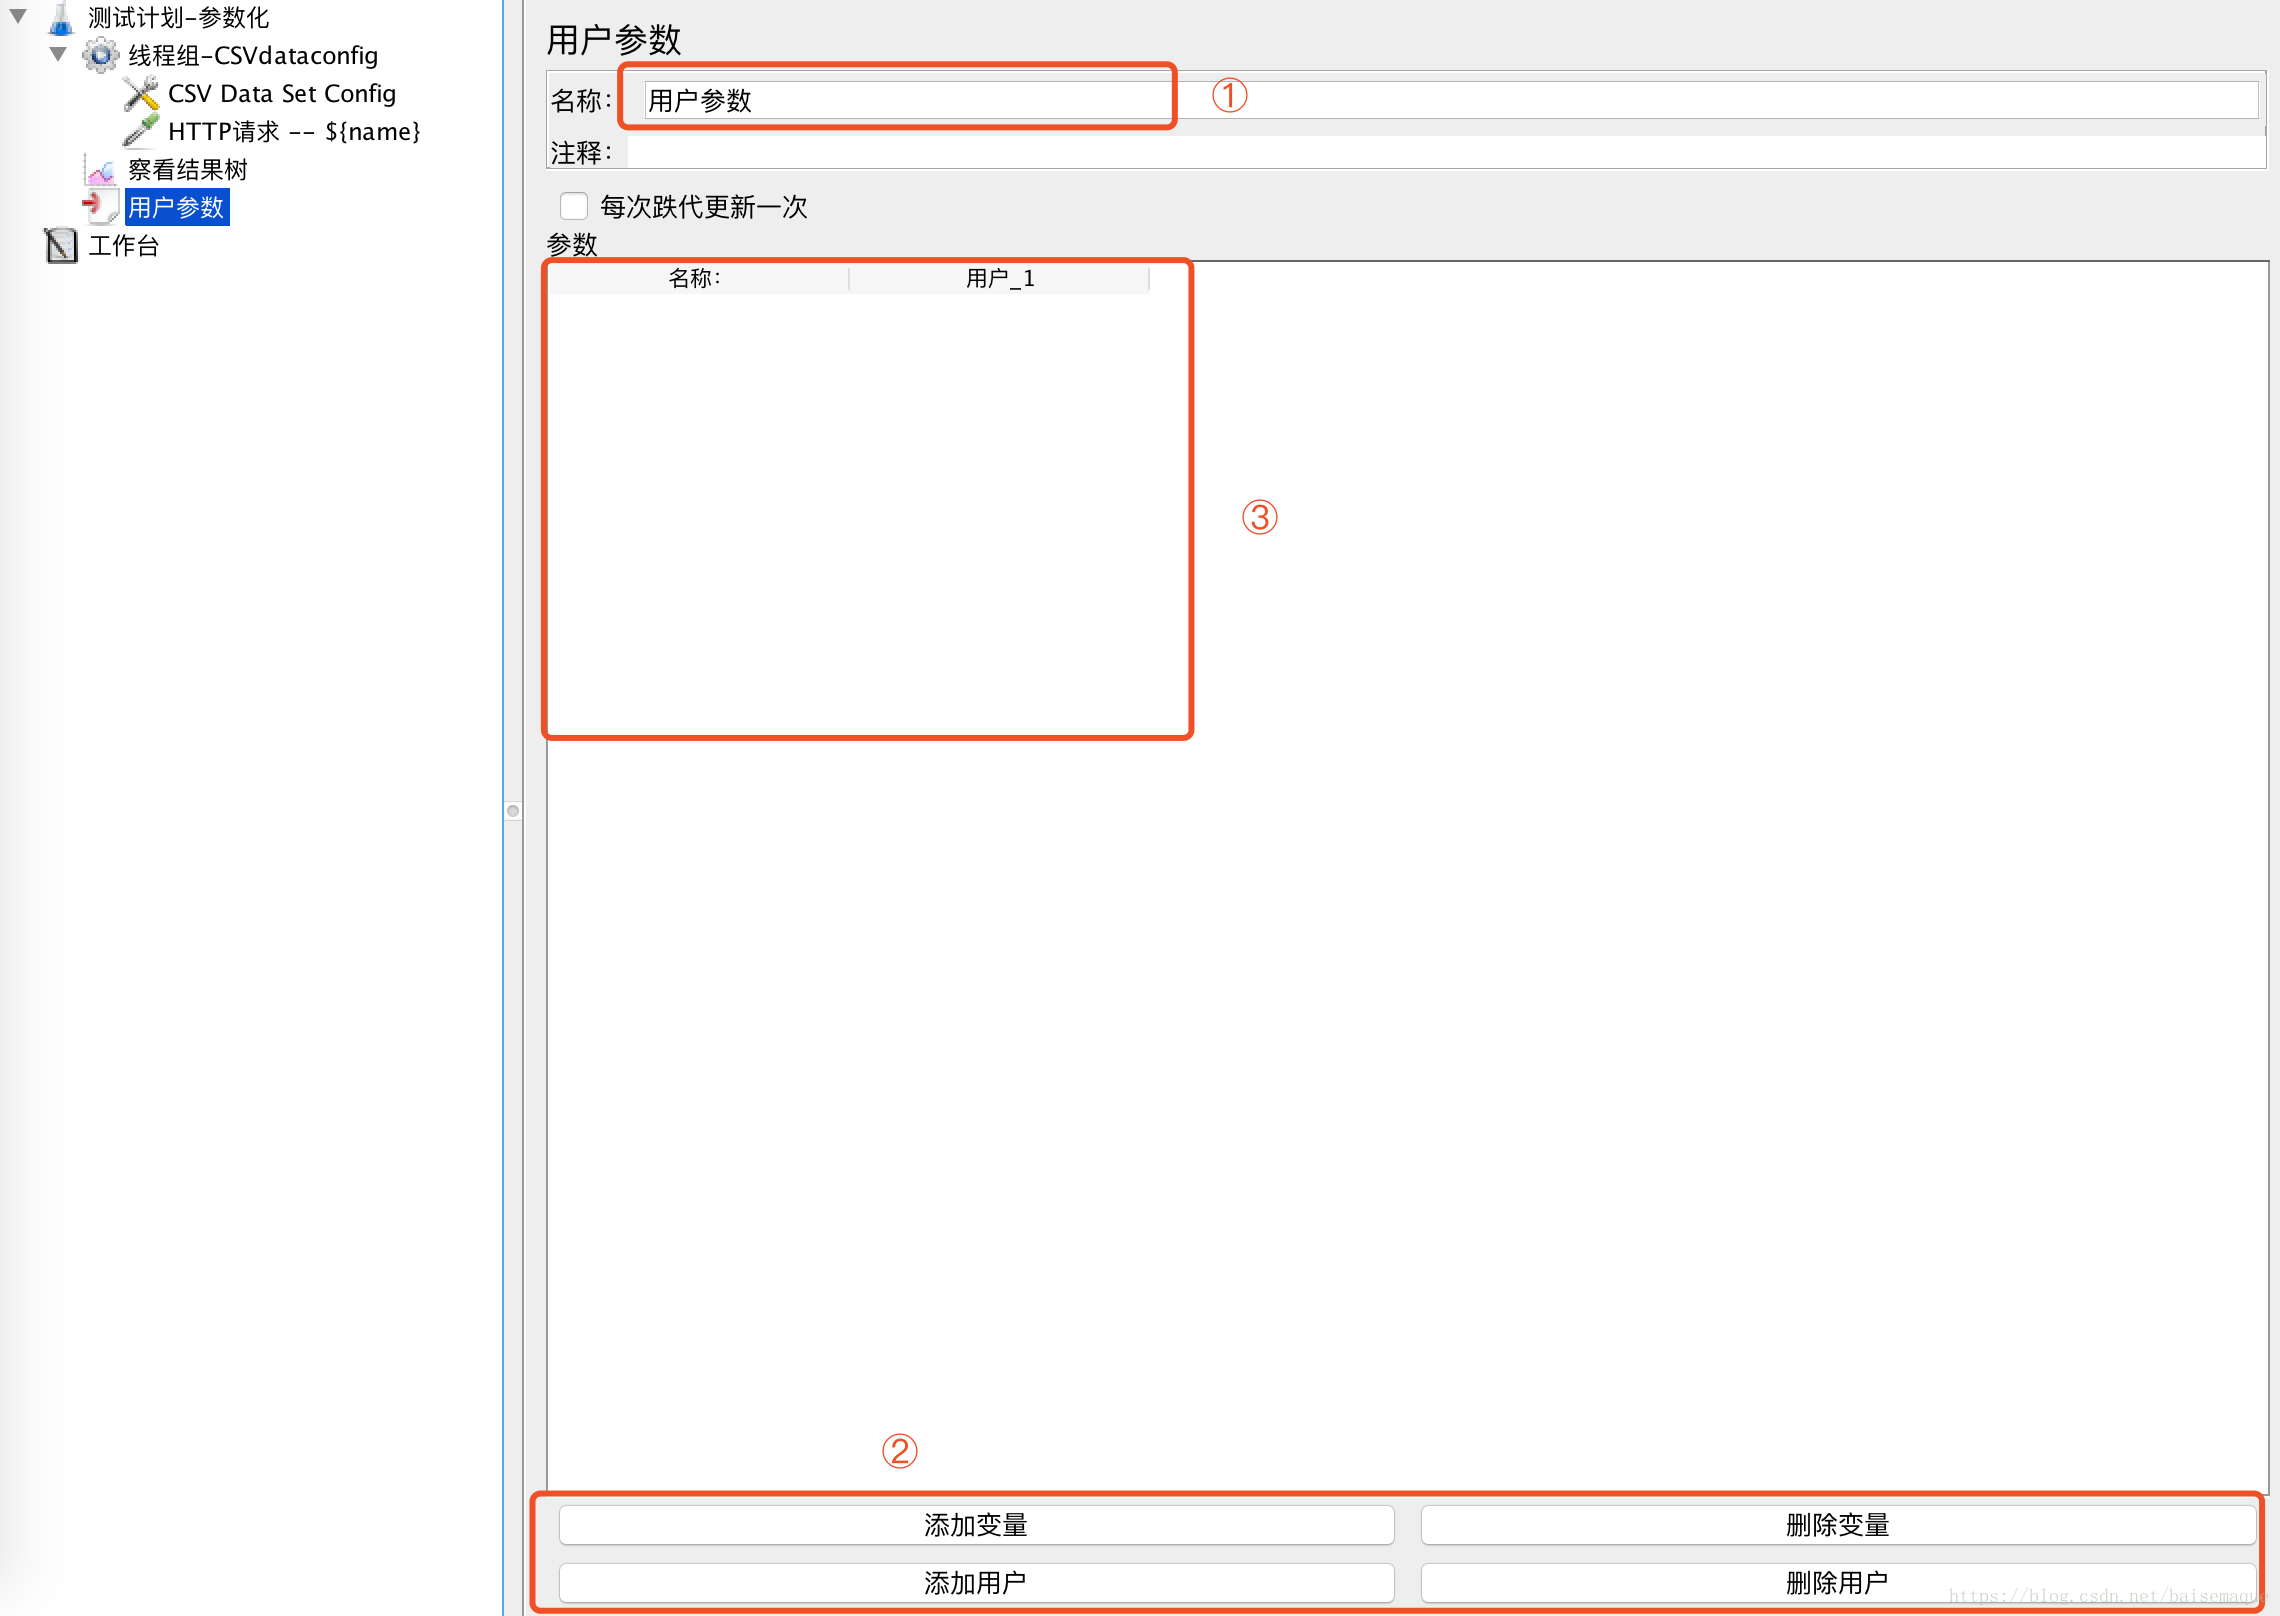 测试计划-参数化
线程组-CSVdataconfig
CSV Data Set Config
HTTP请求 -- ${name}
察看结果树
用户参数
工作台
用户参数
名称： 用户参数 ①
注释：
每次跌代更新一次
参数
名称： 用户_1
③
②
添加变量 删除变量
添加用户 删除用户
https://blog.csdn.net/baisemaque